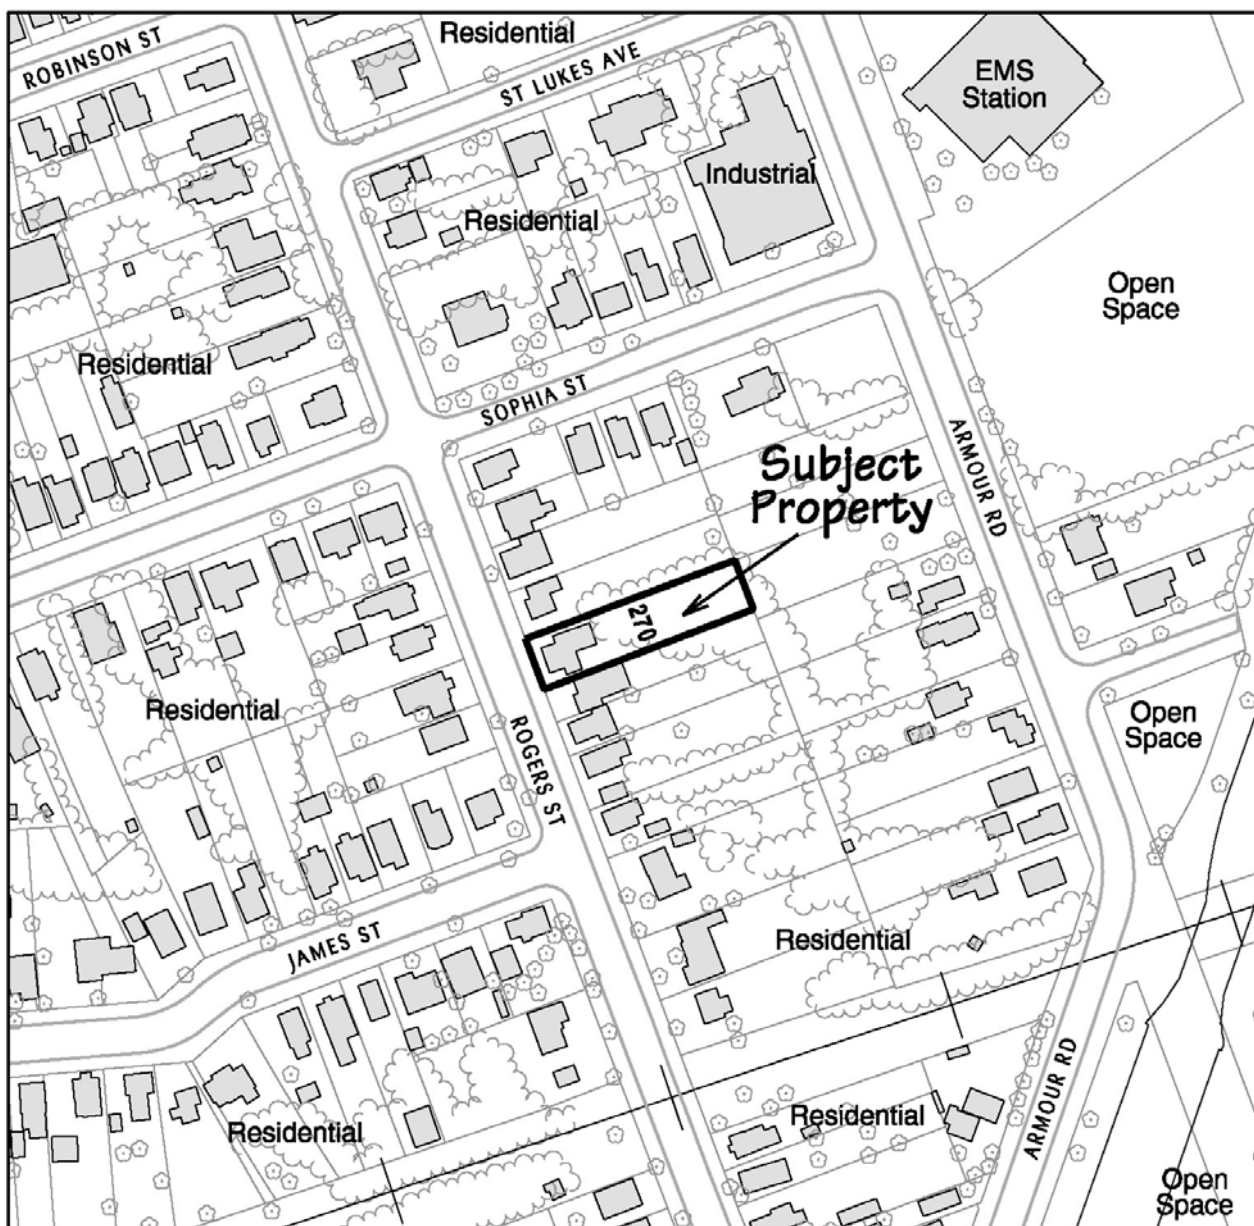 Residential
ROBINSON ST
ST LUKES AVE
EMS
Station
Industrial
Residential
Open
Space
Residential
SOPHIA ST
ARMOUR RD
Subject
Property
270
Residential
ROGERS ST
Open
Space
JAMES ST
Residential
ARMOUR RD
Residential
Residential
Open
Space